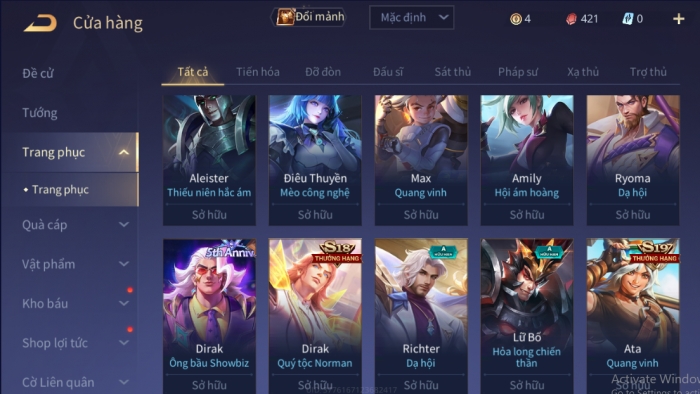 Cửa hàng
Đổi mảnh
Mặc định
4
421
0
Đề cử
Tướng
Trang phục
Trang phục
Quà cáp
Vật phẩm
Kho báu
Shop lợi tức
Cờ Liên quân
Tất cả
Tiến hóa
Đỡ đòn
Đấu sĩ
Sát thủ
Pháp sư
Xạ thủ
Trợ thủ
Aleister
Thiếu niên hắc ám
Sở hữu
Điêu Thuyền
Mèo công nghệ
Sở hữu
Max
Quang vinh
Sở hữu
Amily
Hội ám hoàng
Sở hữu
Ryoma
Dạ hội
Sở hữu
5th Anniv
Dirak
Ông bầu Showbiz
Sở hữu
S18
THƯỞNG HẠNG
Dirak
Quý tộc Norman
Sở hữu
A
HỮU HẠN
Richter
Dạ hội
Sở hữu
A
HỮU HẠN
Lữ Bố
Hỏa long chiến
thần
Sở hữu
S19
THƯỞNG HẠNG
Ata
Quang vinh
Sở hữu
Activate Window
Go to Settings to acti